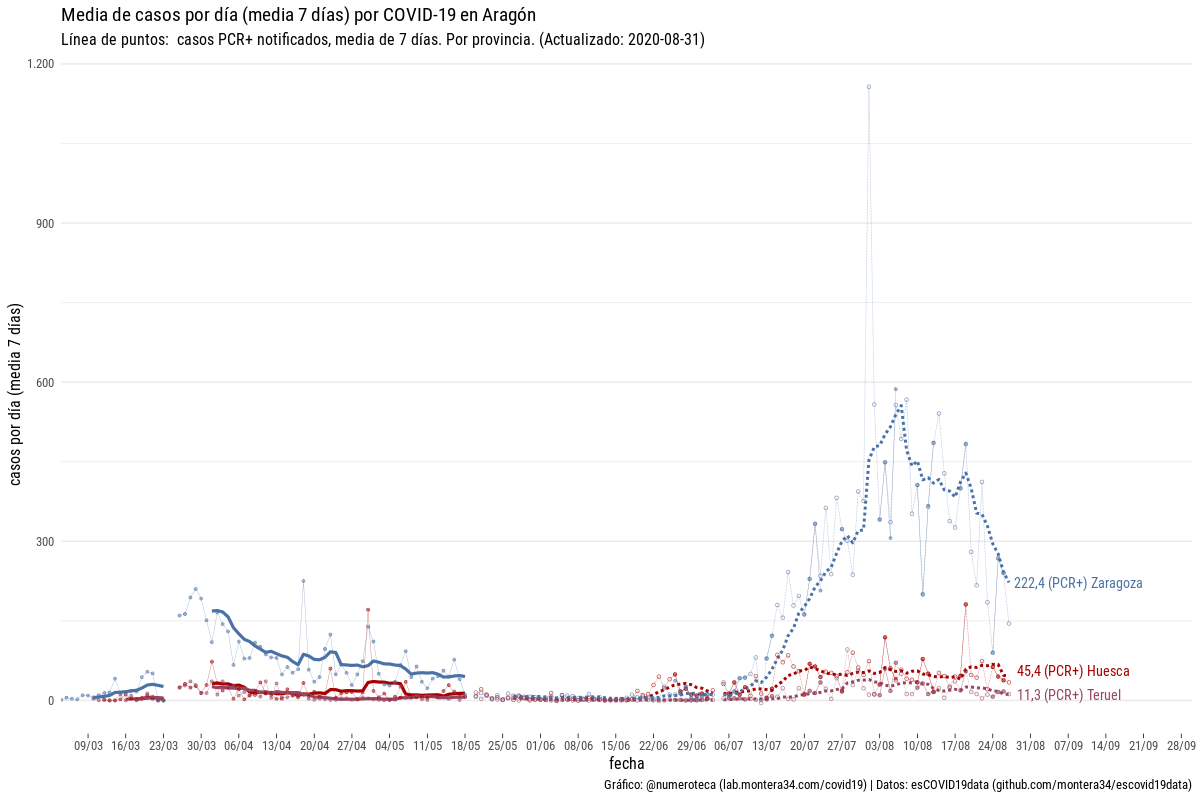 Media de casos por día (media 7 días) por COVID-19 en Aragón
Línea de puntos: casos PCR+ notificados, media de 7 días. Por provincia. (Actualizado: 2020-08-31)
1.200
900
600
300
0
casos por día (media 7 días)
222,4 (PCR+) Zaragoza
45,4 (PCR+) Huesca
11,3 (PCR+) Teruel
09/03 16/03 23/03 30/03 06/04 13/04 20/04 27/04 04/05 11/05 18/05 25/05 01/06 08/06 15/06 22/06 29/06 06/07 13/07 20/07 27/07 03/08 10/08 17/08 24/08 31/08 07/09 14/09 21/09 28/09
fecha
Gráfico: @numeroteca (lab.montera34.com/covid19) | Datos: esCOVID19data (github.com/montera34/escovid19data)